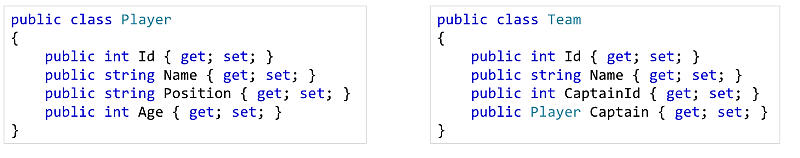 public class Player
{
    public int Id { get; set; }
    public string Name { get; set; }
    public string Position { get; set; }
    public int Age { get; set; }
}
public class Team
{
    public int Id { get; set; }
    public string Name { get; set; }
    public int CaptainId { get; set; }
    public Player Captain { get; set; }
}